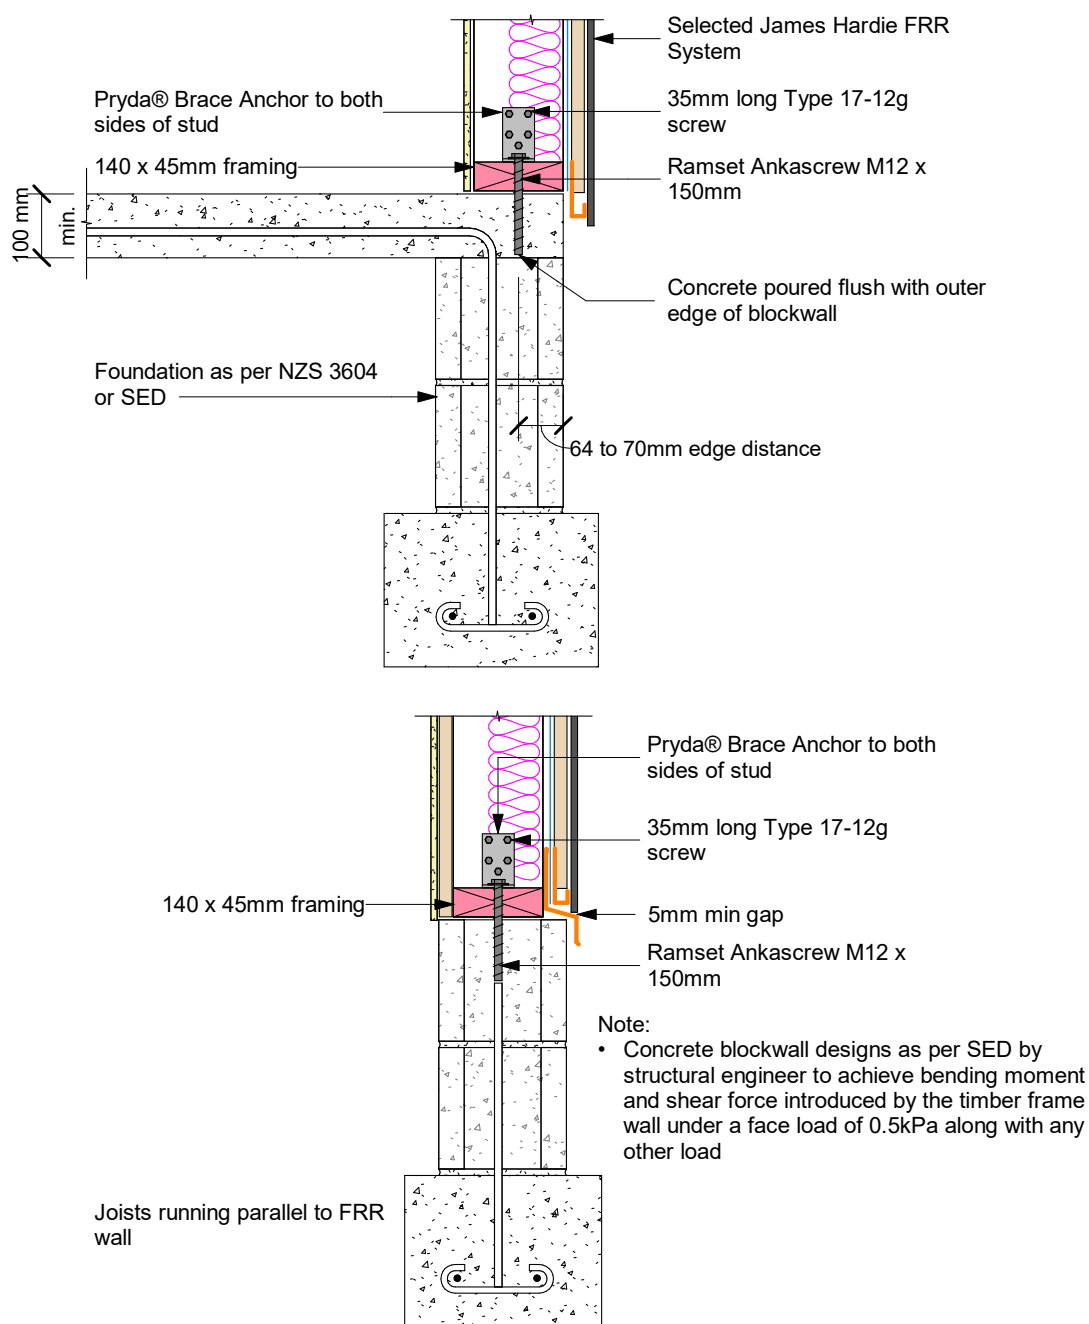 Selected James Hardie FRR
System
Pryda® Brace Anchor to both
sides of stud
35mm long Type 17-12g
screw
140 x 45mm framing
Ramset Ankascrew M12 x
150mm
100 mm
min.
Concrete poured flush with outer
edge of blockwall
Foundation as per NZS 3604
or SED
64 to 70mm edge distance
Pryda® Brace Anchor to both
sides of stud
35mm long Type 17-12g
screw
140 x 45mm framing
5mm min gap
Ramset Ankascrew M12 x
150mm
Note:
• Concrete blockwall designs as per SED by
structural engineer to achieve bending moment
and shear force introduced by the timber frame
wall under a face load of 0.5kPa along with any
other load
Joists running parallel to FRR
wall